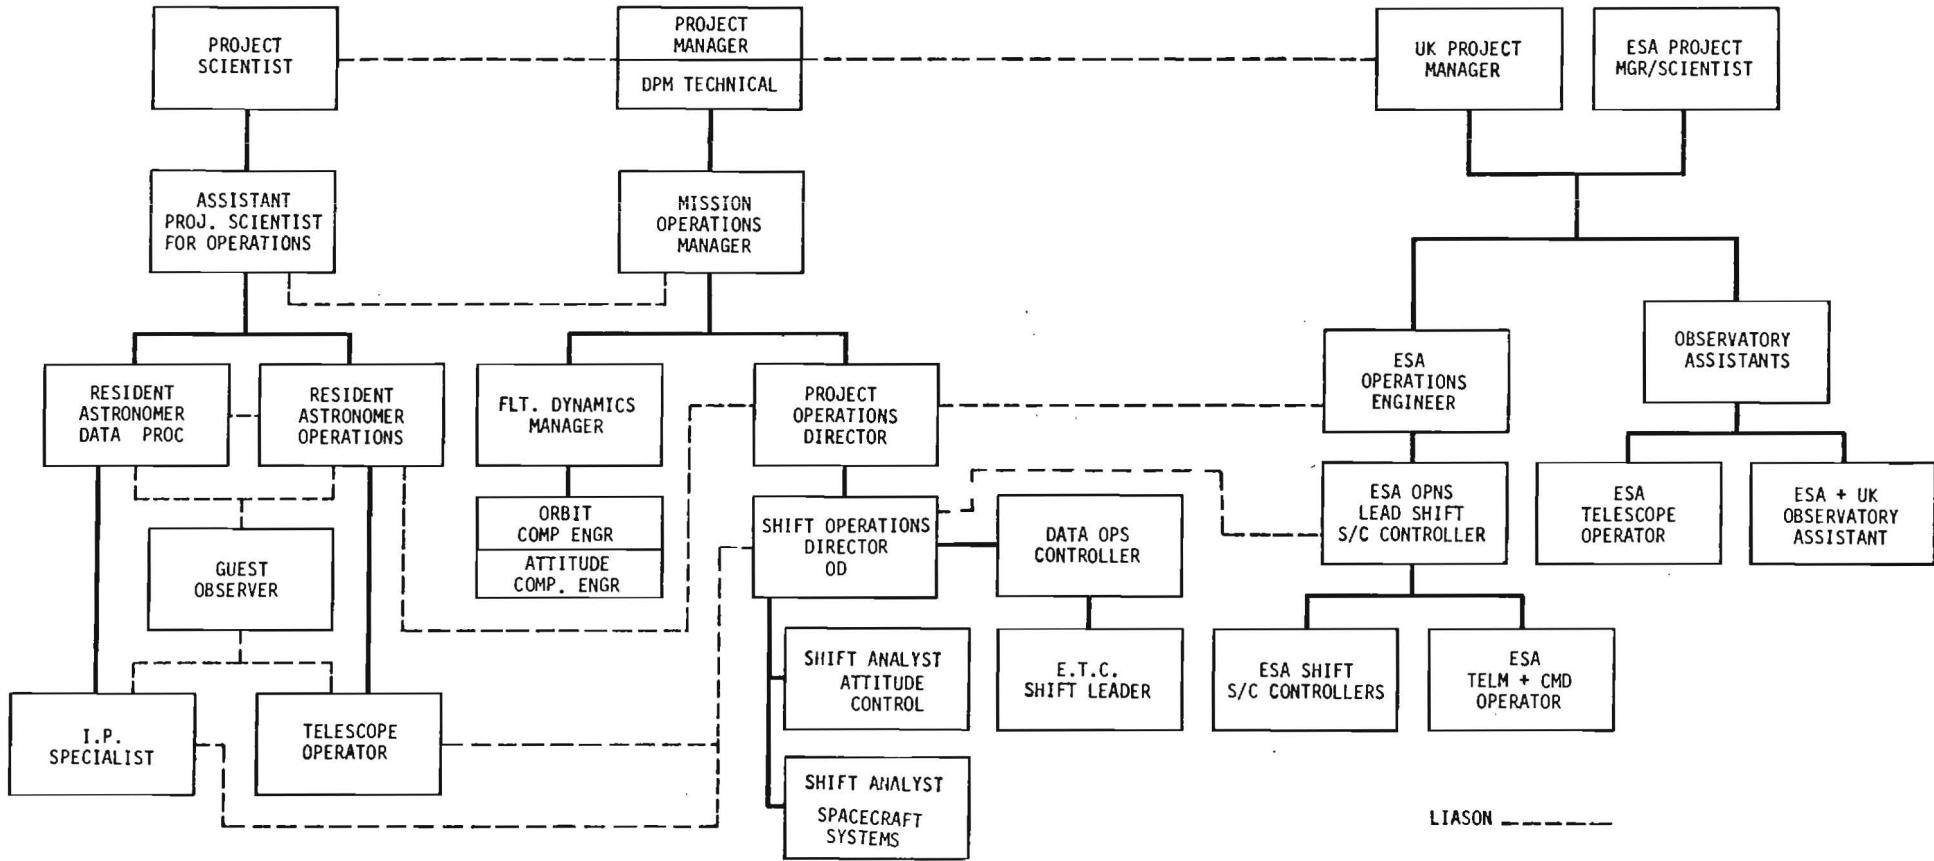 PROJECT
SCIENTIST
PROJECT
MANAGER
DPM TECHNICAL
UK PROJECT
MANAGER
ESA PROJECT
MGR/SCIENTIST
ASSISTANT
PROJ. SCIENTIST
FOR OPERATIONS
MISSION
OPERATIONS
MANAGER
RESIDENT
ASTRONOMER
DATA PROC
RESIDENT
ASTRONOMER
OPERATIONS
FLT. DYNAMICS
MANAGER
PROJECT
OPERATIONS
DIRECTOR
ESA
OPERATIONS
ENGINEER
OBSERVATORY
ASSISTANTS
ORBIT
COMP ENGR
ATTITUDE
COMP. ENGR
SHIFT OPERATIONS
DIRECTOR
OD
DATA OPS
CONTROLLER
ESA OPNS
LEAD SHIFT
S/C CONTROLLER
ESA
TELESCOPE
OPERATOR
ESA + UK
OBSERVATORY
ASSISTANT
GUEST
OBSERVER
SHIFT ANALYST
ATTITUDE
CONTROL
E.T.C.
SHIFT LEADER
ESA SHIFT
S/C CONTROLLERS
ESA
TELM + CMD
OPERATOR
I.P.
SPECIALIST
TELESCOPE
OPERATOR
SHIFT ANALYST
SPACECRAFT
SYSTEMS
LIASON